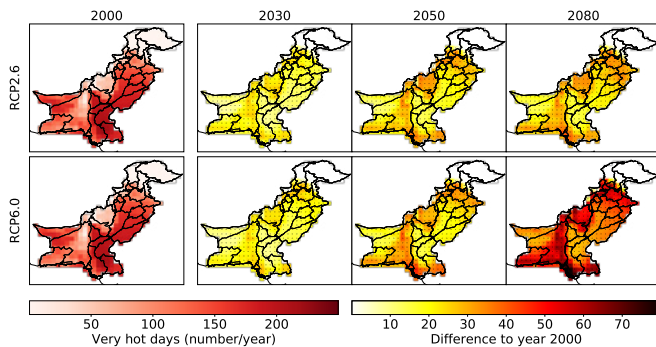 2000 2030 2050 2080
RCP2.6
RCP6.0
50 100 150 200 10 20 30 40 50 60 70
Very hot days (number/year) Difference to year 2000